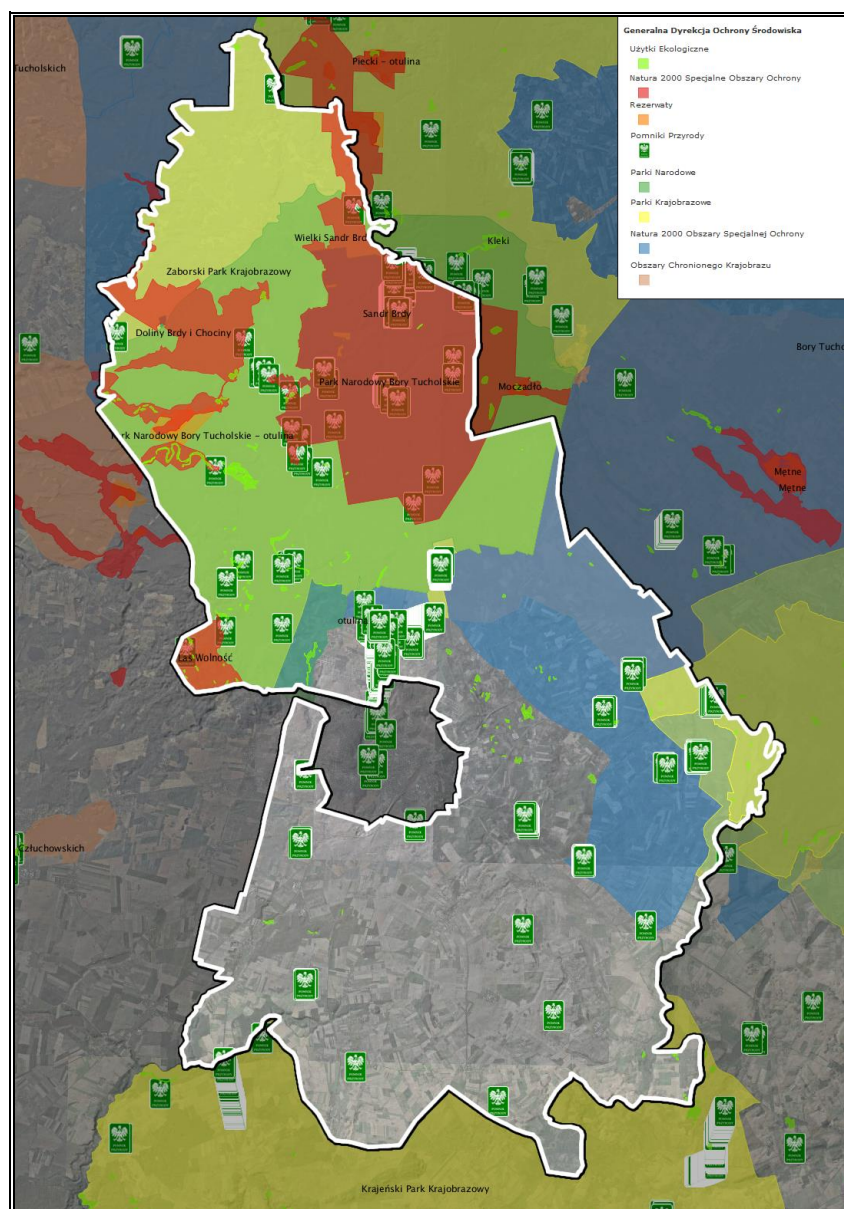 Generalna Dyrekcja Ochrony Środowiska
Użytki Ekologiczne
Natura 2000 Specjalne Obszary Ochrony
Rezerwaty
Pomniki Przyrody
Parki Narodowe
Parki Krajobrazowe
Natura 2000 Obszary Specjalnej Ochrony
Obszary Chronionego Krajobrazu
Tucholskich
Piecki - otulina
Wielki Sandr Brd
Kleki
Zaborski Park Krajobrazowy
Sandr Brdy
Doliny Brdy i Chociny
Bory Tucho
Park Narodowy Bory Tucholskie
Moczadło
rk Narodowy Bory Tucholskie - otulina
Mętne
Mętne
otulina
Las Wolność
Człuchowskich
Krajeński Park Krajobrazowy